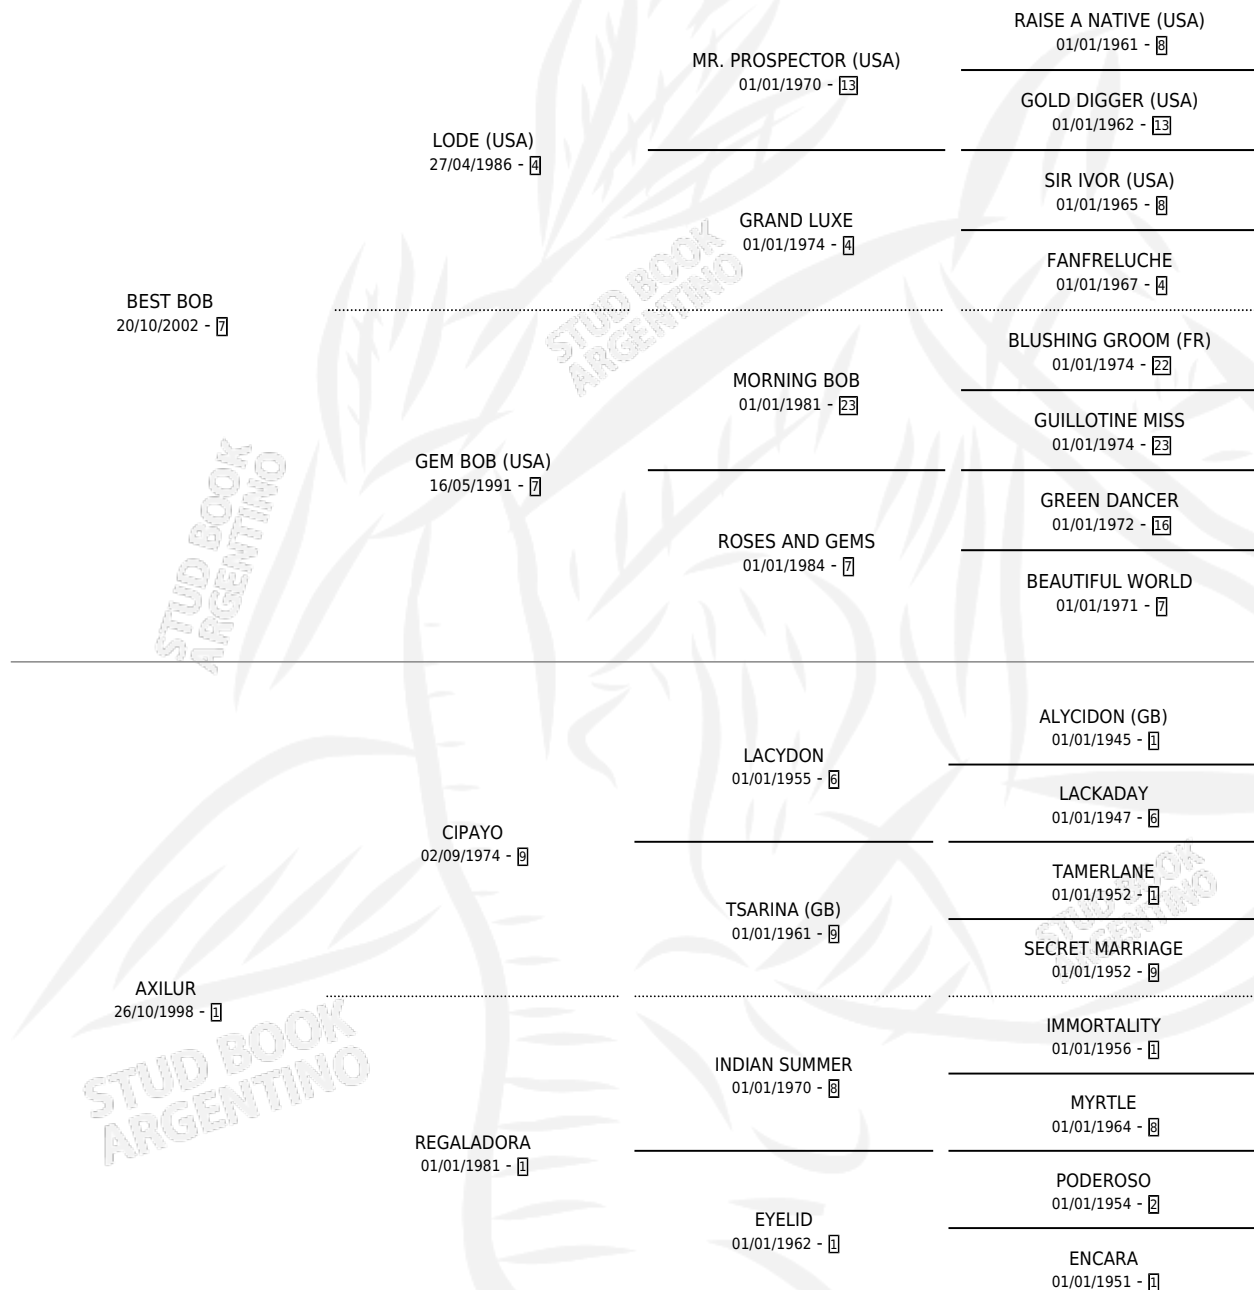 RAISE A NATIVE (USA)
01/01/1961 - 8
MR. PROSPECTOR (USA)
01/01/1970 - 13
GOLD DIGGER (USA)
01/01/1962 - 13
LODE (USA)
27/04/1986 - 4
SIR IVOR (USA)
01/01/1965 - 8
GRAND LUXE
01/01/1974 - 4
FANFRELUCHE
01/01/1967 - 4
BEST BOB
20/10/2002 - 7
BLUSHING GROOM (FR)
01/01/1974 - 22
MORNING BOB
01/01/1981 - 23
GUILLOTINE MISS
01/01/1974 - 23
GEM BOB (USA)
16/05/1991 - 7
GREEN DANCER
01/01/1972 - 16
ROSES AND GEMS
01/01/1984 - 7
BEAUTIFUL WORLD
01/01/1971 - 7
ALYCIDON (GB)
01/01/1945 - 1
LACYDON
01/01/1955 - 6
LACKADAY
01/01/1947 - 6
CIPAYO
02/09/1974 - 9
TAMERLANE
01/01/1952 - 1
TSARINA (GB)
01/01/1961 - 9
SECRET MARRIAGE
01/01/1952 - 9
AXILUR
26/10/1998 - 1
IMMORTALITY
01/01/1956 - 1
INDIAN SUMMER
01/01/1970 - 8
MYRTLE
01/01/1964 - 8
REGALADORA
01/01/1981 - 1
PODEROSO
01/01/1954 - 2
EYELID
01/01/1962 - 1
ENCARA
01/01/1951 - 1
STUD BOOK
ARGENTINO
STUD BOOK
ARGENTINO
STUD BOOK
ARGENTINO
STUD BOOK
ARGENTINO